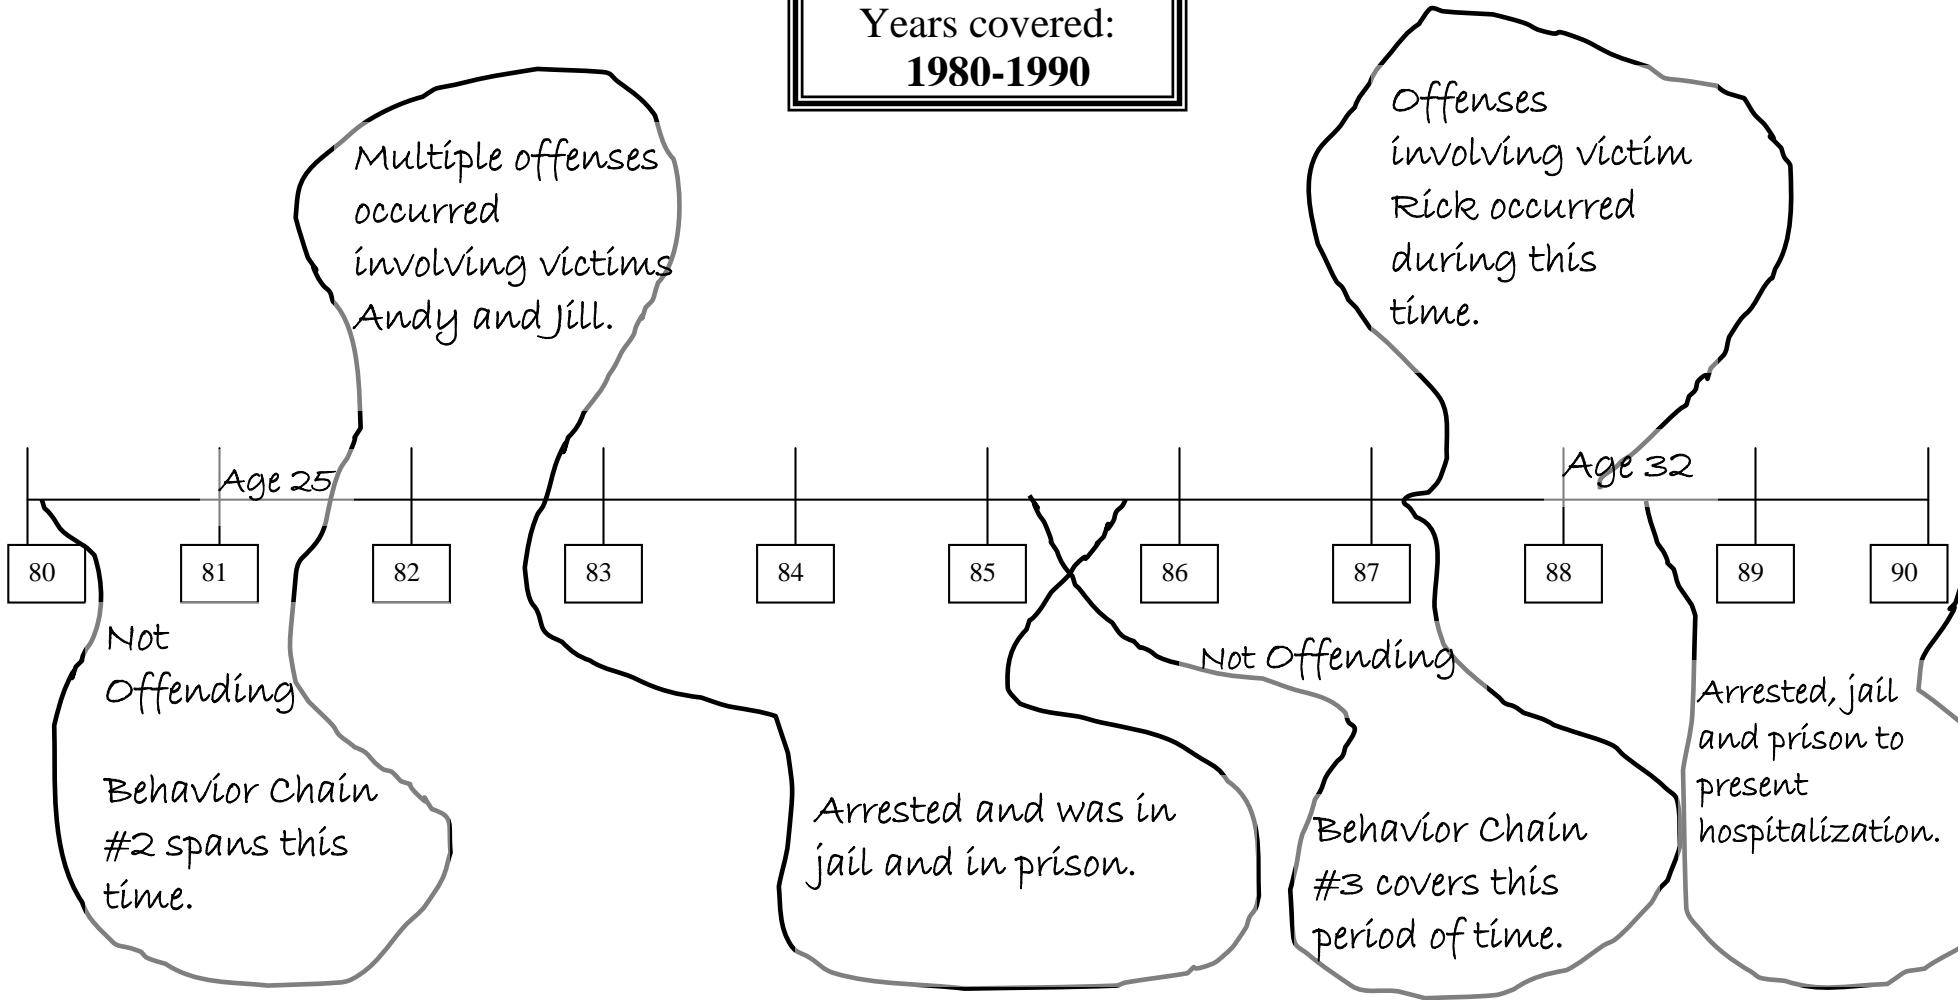 Years covered:
1980-1990
Multiple offenses
occurred
involving victims
Andy and Jill.
Offenses
involving victim
Rick occurred
during this
time.
Age 25
Age 32
80
81
82
83
84
85
86
87
88
89
90
Not
Offending
Behavior Chain
#2 spans this
time.
Arrested and was in
jail and in prison.
Not Offending
Behavior Chain
#3 covers this
period of time.
Arrested, jail
and prison to
present
hospitalization.